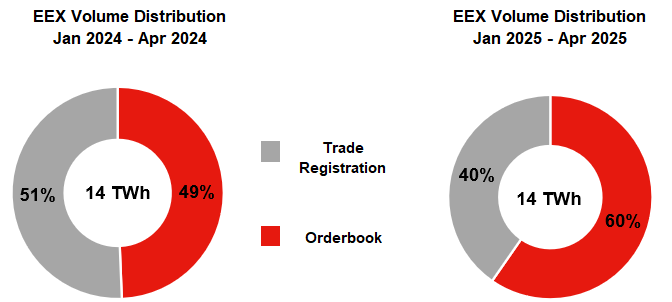 EEX Volume Distribution
Jan 2024 - Apr 2024
51%
14 TWh
49%
Trade
Registration
Orderbook
EEX Volume Distribution
Jan 2025 - Apr 2025
40%
14 TWh
60%